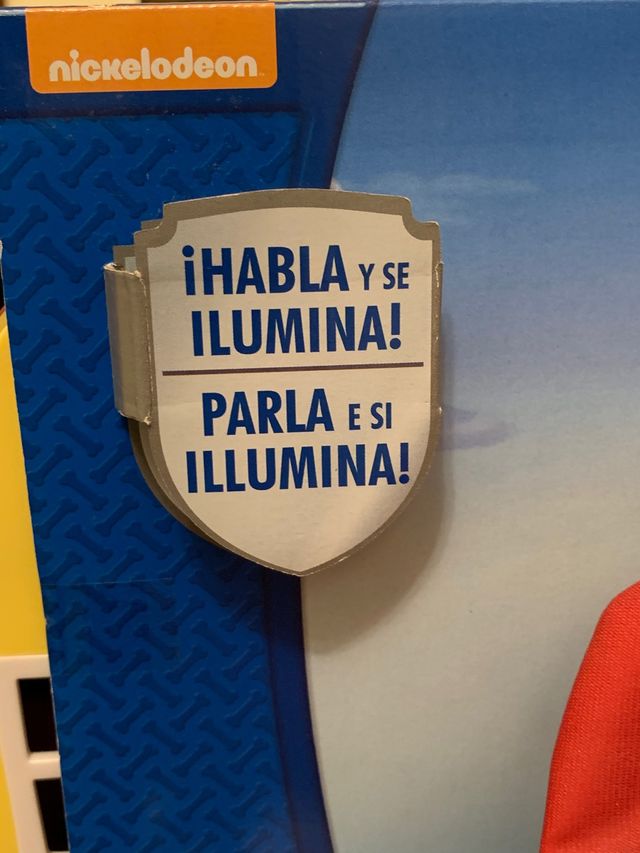 nickelodeon
¡HABLA Y SE
ILUMINA!
PARLA E SI
ILLUMINA!